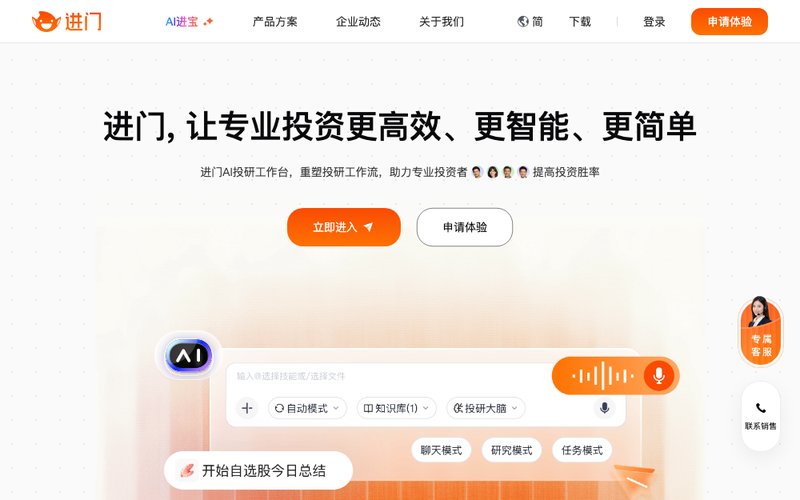 进门
AI进宝
产品方案
企业动态
关于我们
简
下载
登录
申请体验
进门, 让专业投资更高效、更智能、更简单
进门AI投研工作台，重塑投研工作流，助力专业投资者 提高投资胜率
立即进入
申请体验
专属
客服
AI
输入@选择技能或/选择文件
自动模式
知识库(1)
投研大脑
联系销售
聊天模式
研究模式
任务模式
开始自选股今日总结